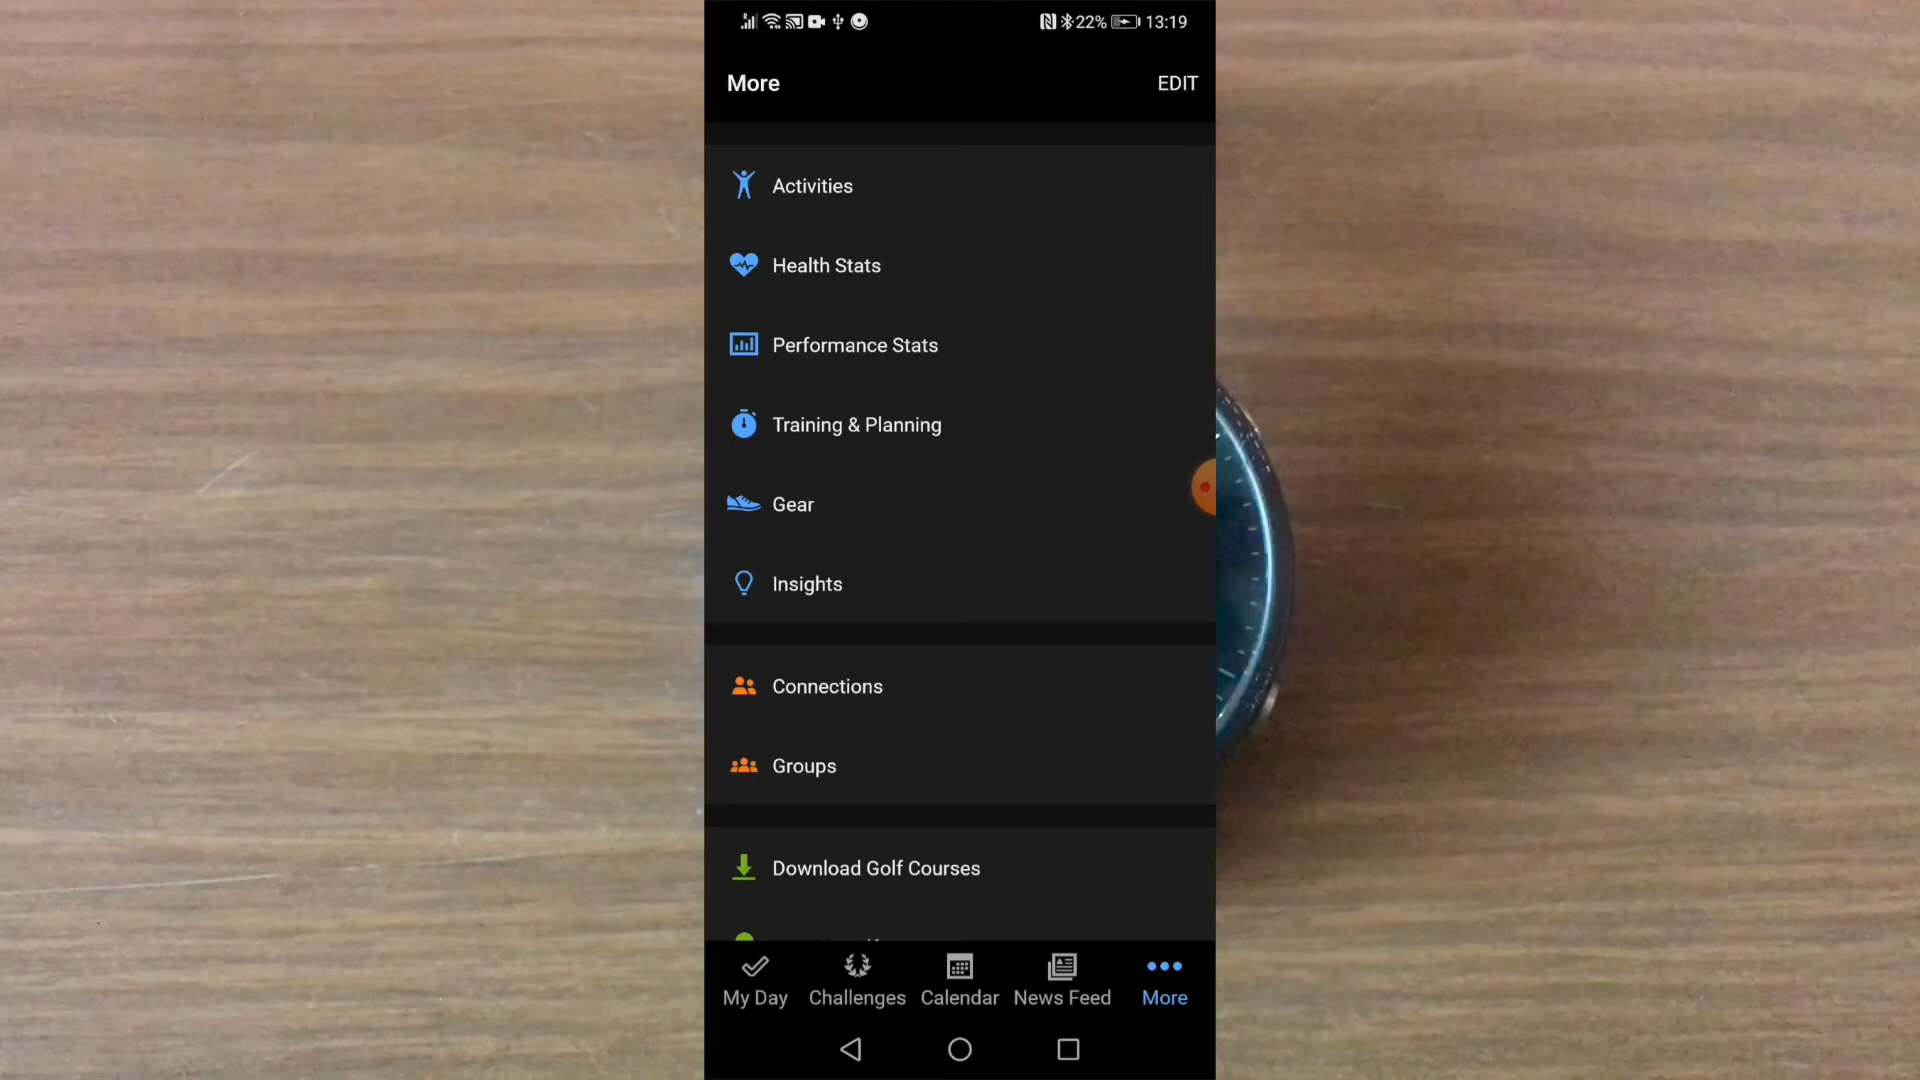 22% 13:19
More EDIT
Activities
Health Stats
Performance Stats
Training & Planning
Gear
Insights
Connections
Groups
Download Golf Courses
My Day Challenges Calendar News Feed More